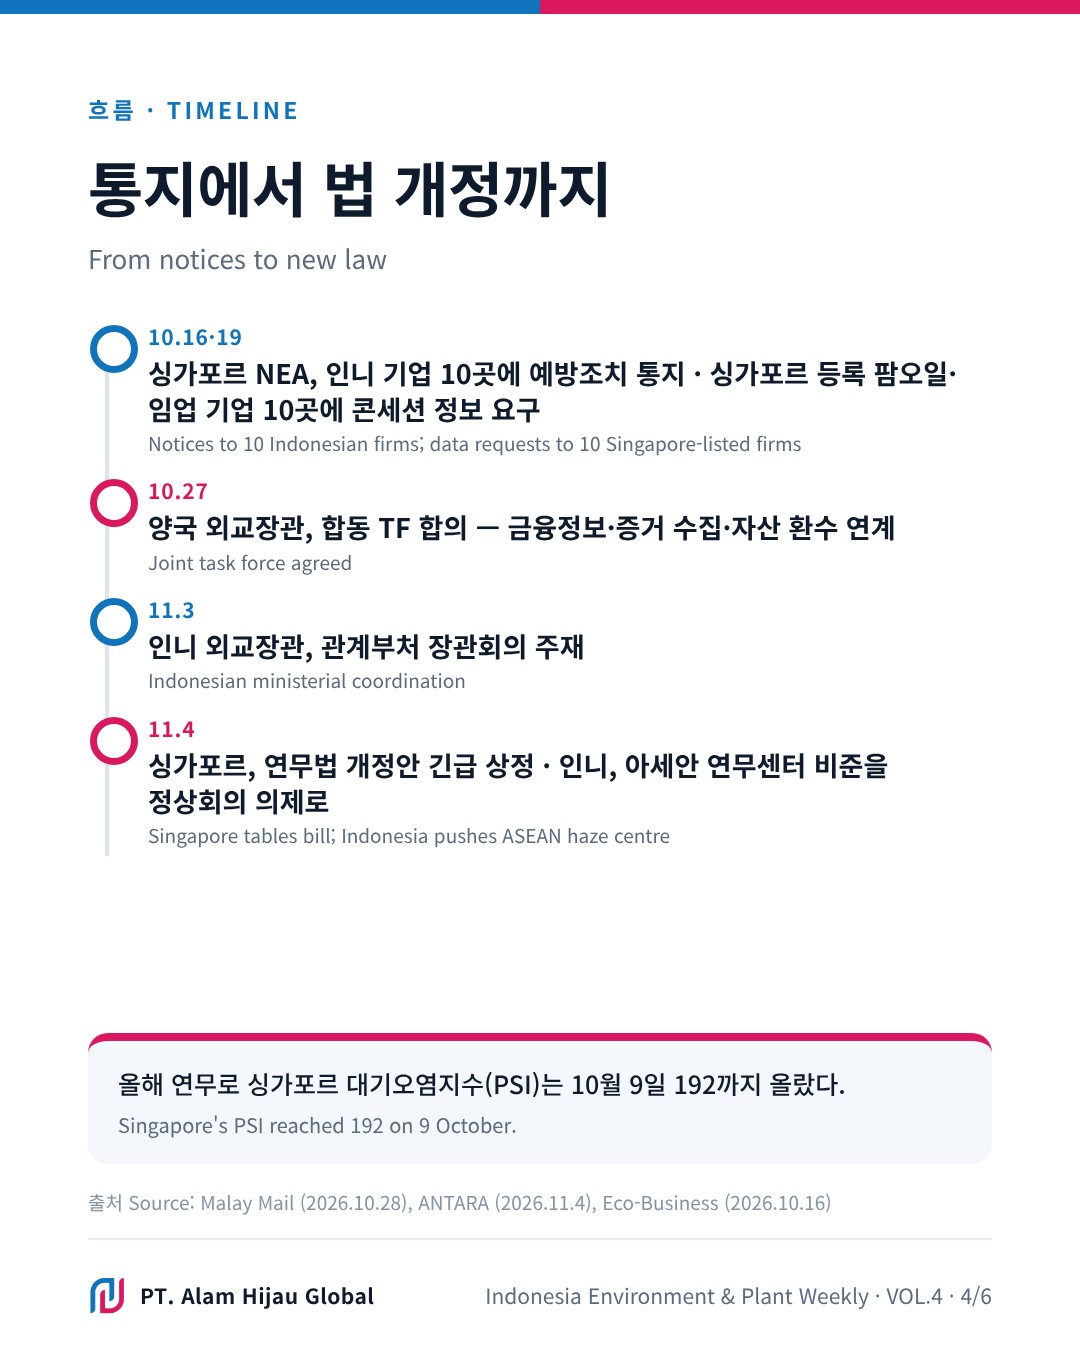 흐름 · TIMELINE
통지에서 법 개정까지
From notices to new law
10.16·19
싱가포르 NEA, 인니 기업 10곳에 예방조치 통지 · 싱가포르 등록 팜오일·
임업 기업 10곳에 콘세션 정보 요구
Notices to 10 Indonesian firms; data requests to 10 Singapore-listed firms
10.27
양국 외교장관, 합동 TF 합의 — 금융정보·증거 수집·자산 환수 연계
Joint task force agreed
11.3
인니 외교장관, 관계부처 장관회의 주재
Indonesian ministerial coordination
11.4
싱가포르, 연무법 개정안 긴급 상정 · 인니, 아세안 연무센터 비준을
정상회의 의제로
Singapore tables bill; Indonesia pushes ASEAN haze centre
올해 연무로 싱가포르 대기오염지수(PSI)는 10월 9일 192까지 올랐다.
Singapore's PSI reached 192 on 9 October.
출처 Source: Malay Mail (2026.10.28), ANTARA (2026.11.4), Eco-Business (2026.10.16)
PT. Alam Hijau Global
Indonesia Environment & Plant Weekly · VOL.4 · 4/6